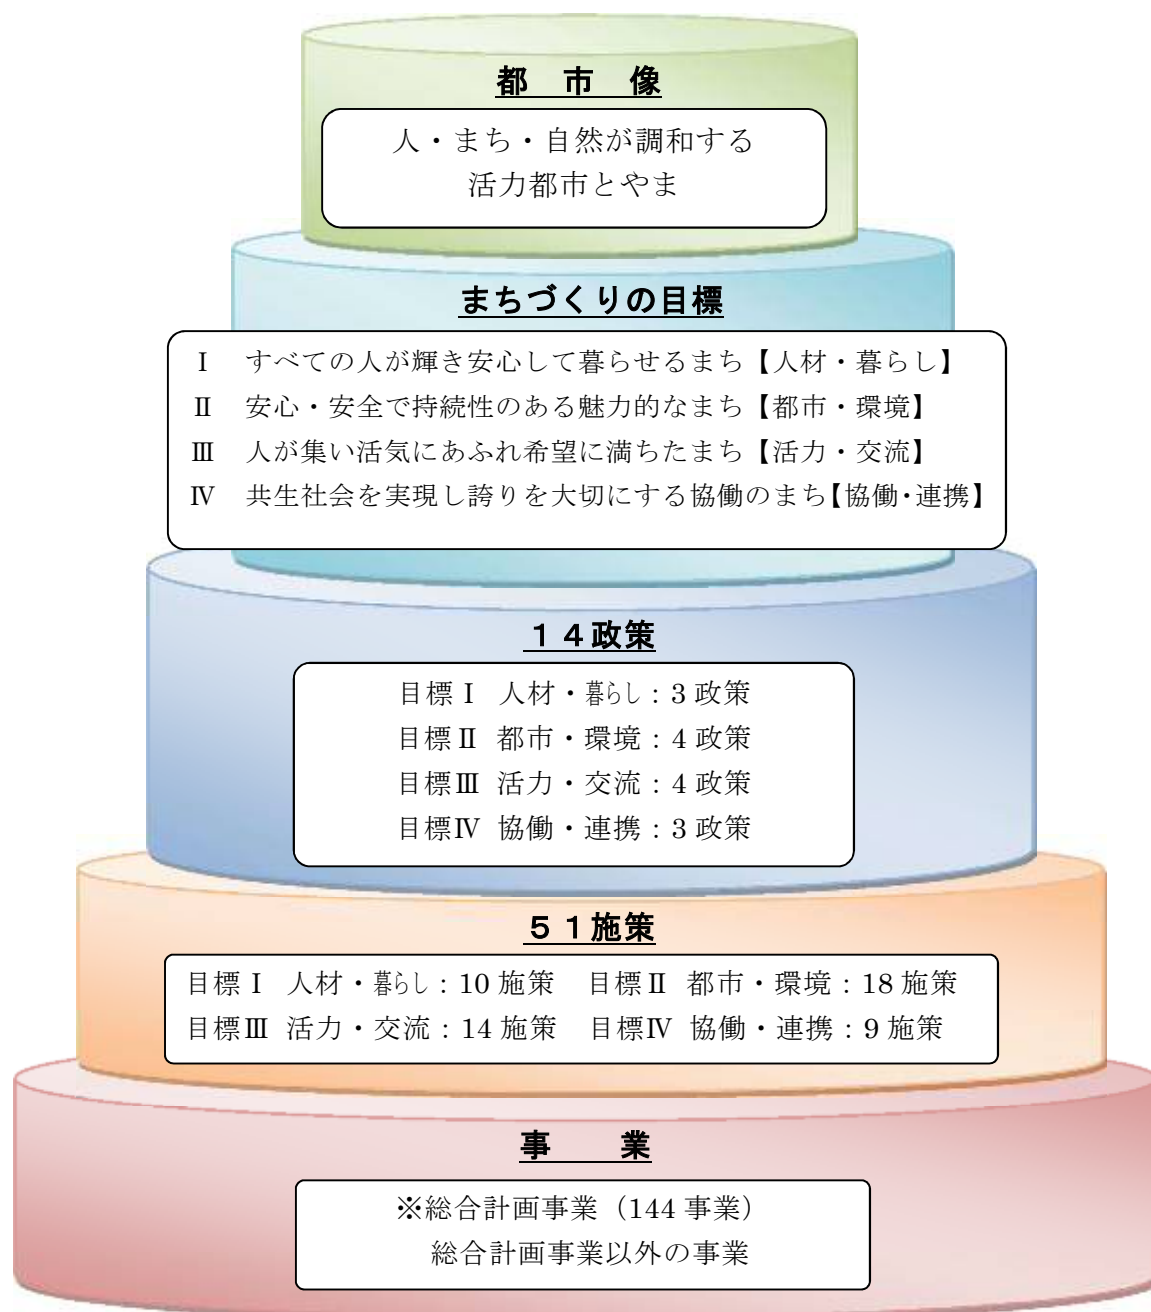 都　市　像
人・まち・自然が調和する
活力都市とやま
まちづくりの目標
Ⅰ　すべての人が輝き安心して暮らせるまち【人材・暮らし】
Ⅱ　安心・安全で持続性のある魅力的なまち【都市・環境】
Ⅲ　人が集い活気にあふれ希望に満ちたまち【活力・交流】
Ⅳ　共生社会を実現し誇りを大切にする協働のまち【協働・連携】
１４政策
目標Ⅰ 人材・暮らし：3政策
目標Ⅱ 都市・環境：4政策
目標Ⅲ 活力・交流：4政策
目標Ⅳ 協働・連携：3政策
５１施策
目標Ⅰ 人材・暮らし：10施策　目標Ⅱ 都市・環境：18施策
目標Ⅲ 活力・交流：14施策　目標Ⅳ 協働・連携：9施策
事　　業
※総合計画事業（144事業）
総合計画事業以外の事業